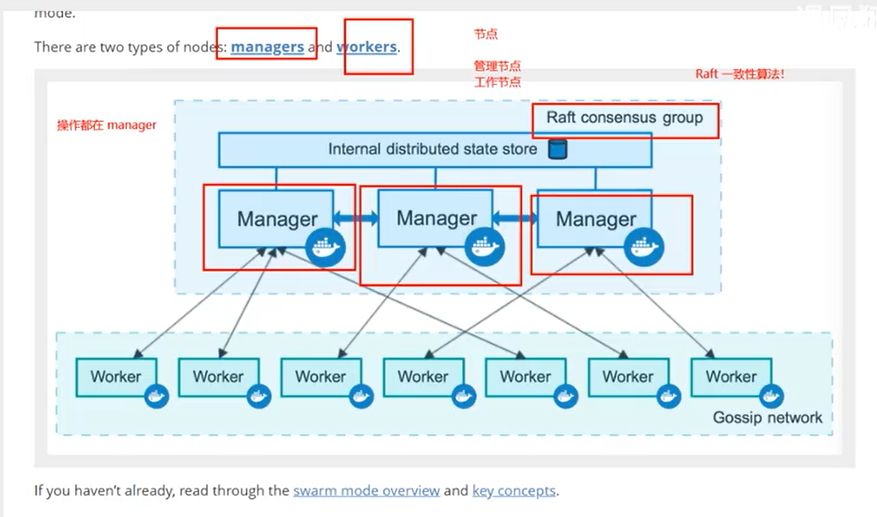 mode.
There are two types of nodes: managers and workers.
节点
管理节点
工作节点
Raft 一致性算法!
操作都在 manager
Raft consensus group
Internal distributed state store
Manager
Manager
Manager
Worker
Worker
Worker
Worker
Worker
Worker
Worker
Gossip network
If you haven't already, read through the swarm mode overview and key concepts.